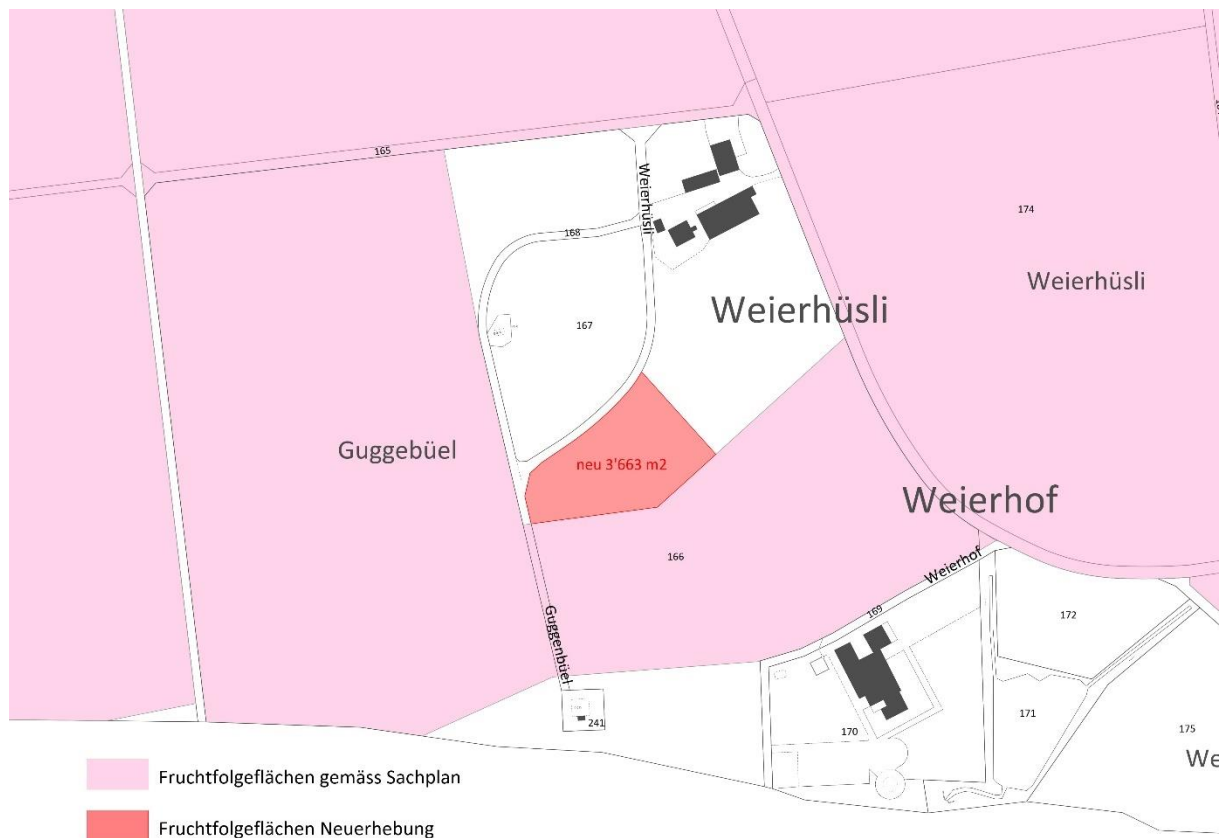 165
Weierhüsli
174
168
Weierhüsli
Weierhüsli
167
Guggebüel
neu 3'663 m2
Weierhof
166
Weierhof
169
172
Guggenbüel
241
171
170
175
We
Fruchtfolgeflächen gemäss Sachplan
Fruchtfolgeflächen Neuerhebung